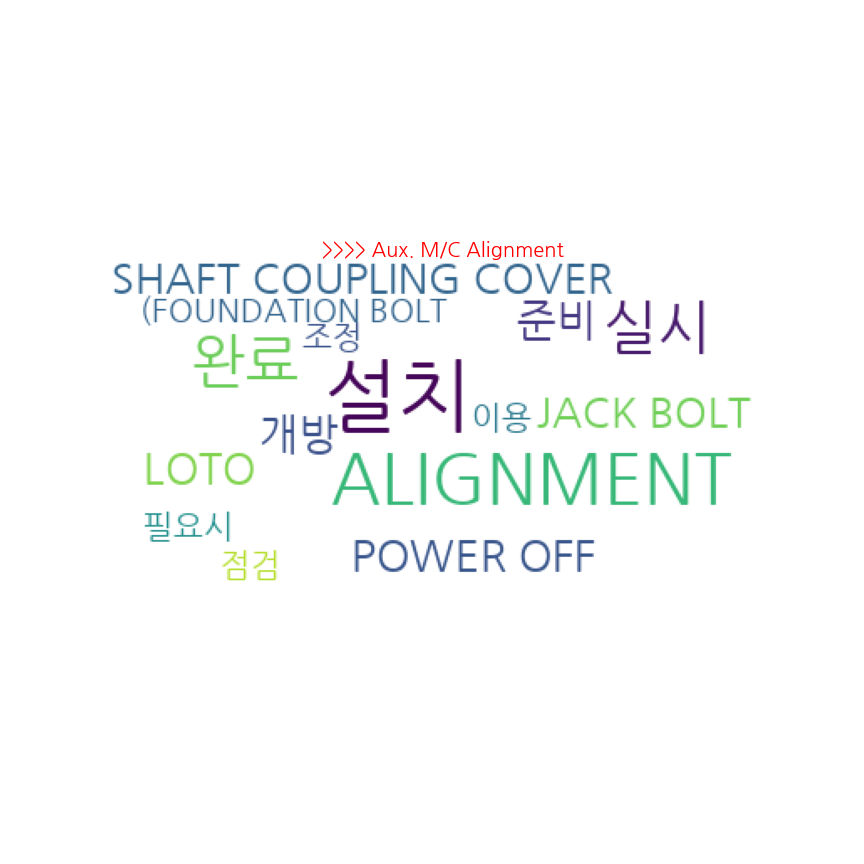 >>>> Aux. M/C Alignment
SHAFT COUPLING COVER
(FOUNDATION BOLT
준비
실시
조정
완료
설치
이용
JACK BOLT
개방
LOTO
ALIGNMENT
필요시
점검
POWER OFF